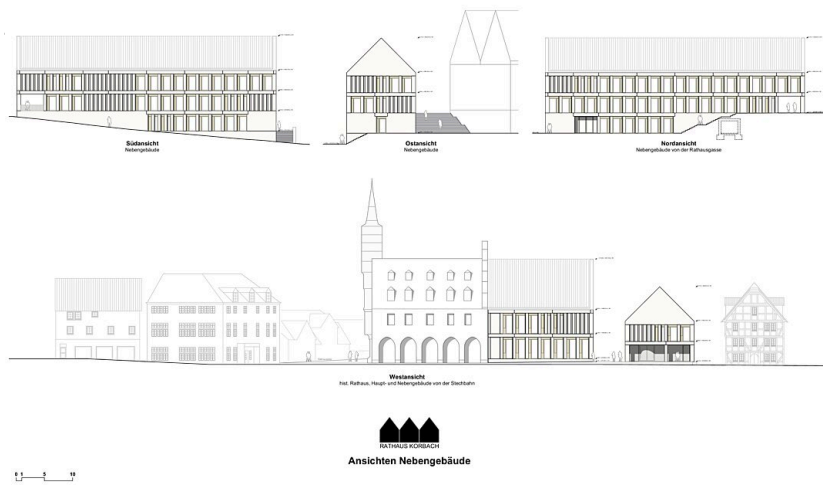 Südansicht
Nebengebäude
Ostansicht
Nebengebäude
Nordansicht
Nebengebäude von der Rathausgasse
Westansicht
hist. Rathaus, Haupt- und Nebengebäude von der Stechbahn
RATHAUS KORBACH
Ansichten Nebengebäude
0 1 5 10